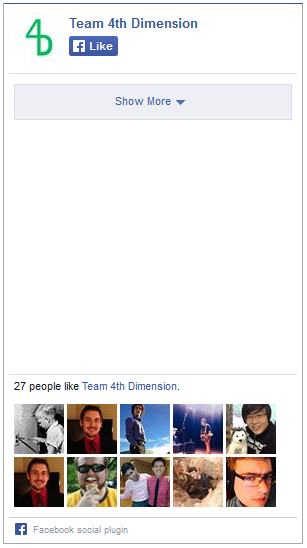 4D
Team 4th Dimension
Like
Show More
27 people like Team 4th Dimension.
Facebook social plugin